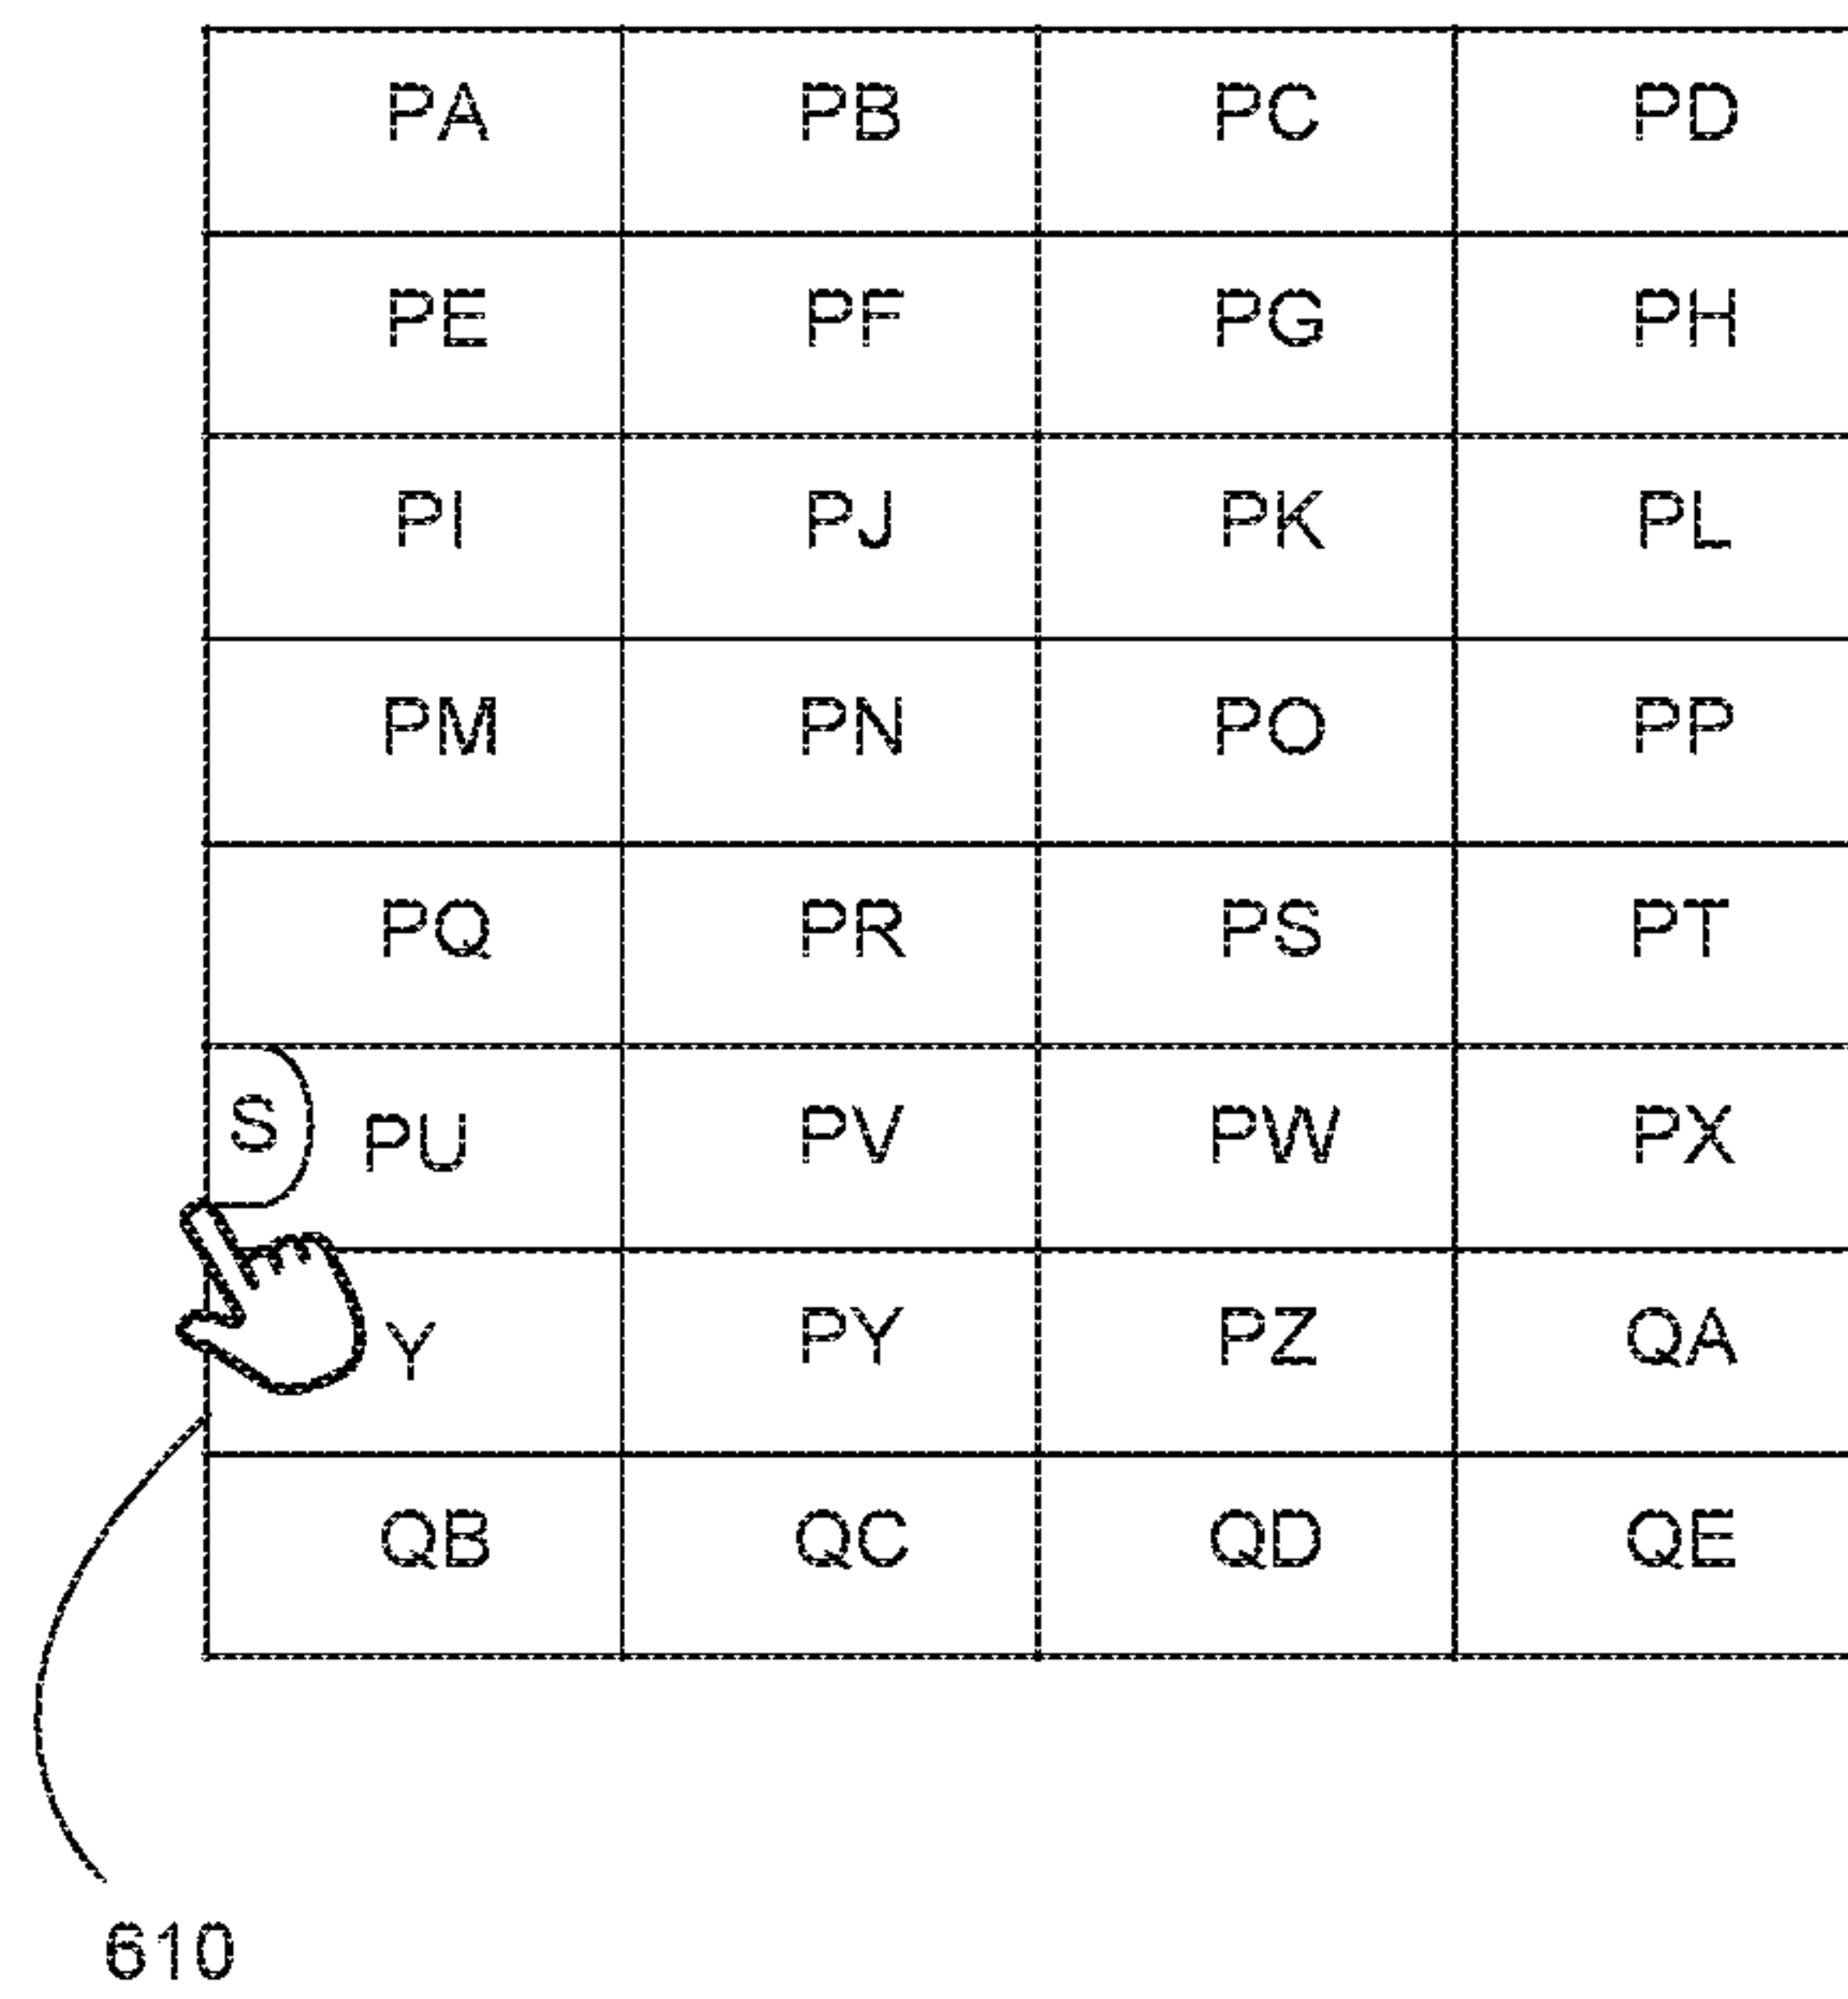 PA PB PC PD
PE PF PG PH
PI PJ PK PL
PM PN PO PP
PQ PR PS PT
S PU PV PW PX
Y PY PZ QA
QB QC QD QE
610